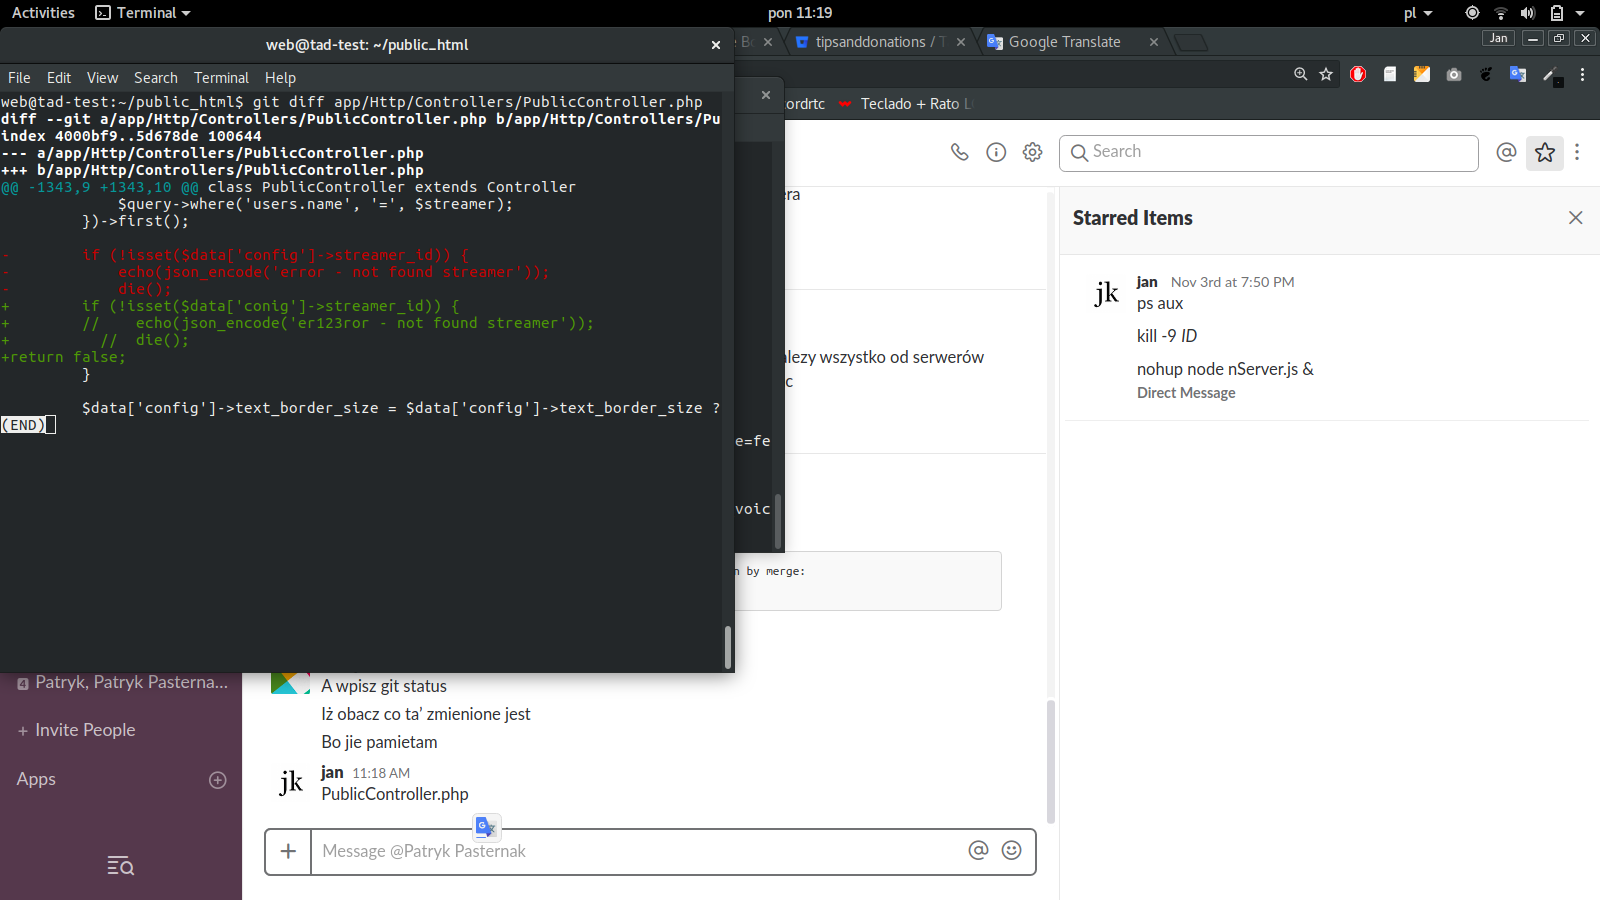 Activities
Terminal
pon 11:19
pl
web@tad-test: ~/public_html
tipsanddonations / T
Google Translate
Jan
File Edit View Search Terminal Help
web@tad-test:~/public_html$ git diff app/Http/Controllers/PublicController.php
diff --git a/app/Http/Controllers/PublicController.php b/app/Http/Controllers/Pu
index 4000bf9..5d678de 100644
--- a/app/Http/Controllers/PublicController.php
+++ b/app/Http/Controllers/PublicController.php
@@ -1343,9 +1343,10 @@ class PublicController extends Controller
             $query->where('users.name', '=', $streamer);
         })->first();
-        if (!isset($data['config']->streamer_id)) {
-            echo(json_encode('error - not found streamer'));
-            die();
+        if (!isset($data['conig']->streamer_id)) {
+        //    echo(json_encode('er123ror - not found streamer'));
+          //  die();
+return false;
         }
         $data['config']->text_border_size = $data['config']->text_border_size ?
(END)
cordrtc
Teclado + Rato
Search
era
alezy wszystko od serwerów
c
e=fe
voic
n by merge:
Starred Items
jk
jan Nov 3rd at 7:50 PM
ps aux
kill -9 ID
nohup node nServer.js &
Direct Message
4 Patryk, Patryk Pasterna...
+ Invite People
Apps
A wpisz git status
Iż obacz co ta' zmienione jest
Bo jie pamietam
jk
jan 11:18 AM
PublicController.php
Message @Patryk Pasternak